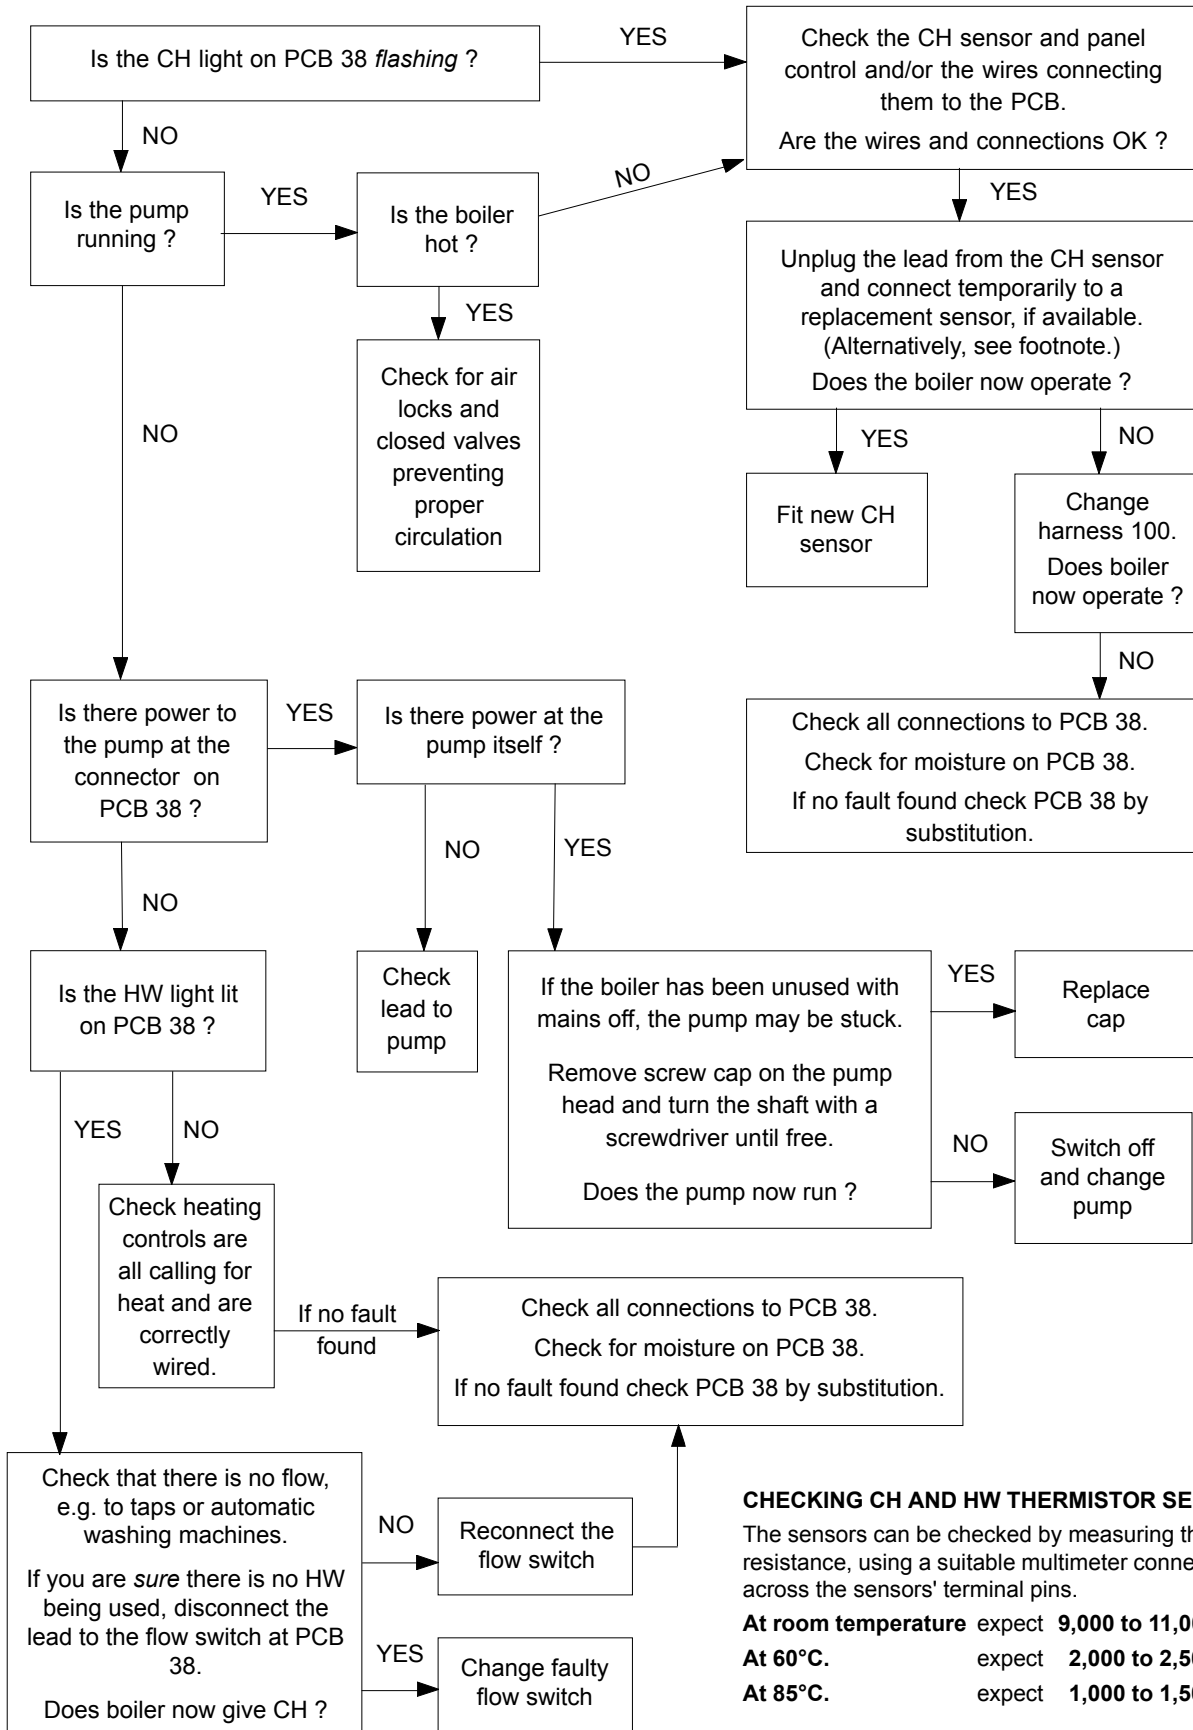 Is the CH light on PCB 38 flashing ?
YES
Check the CH sensor and panel
control and/or the wires connecting
them to the PCB.
Are the wires and connections OK ?
NO
Is the pump
running ?
YES
Is the boiler
hot ?
NO
YES
Unplug the lead from the CH sensor
and connect temporarily to a
replacement sensor, if available.
(Alternatively, see footnote.)
Does the boiler now operate ?
YES
Check for air
locks and
closed valves
preventing
proper
circulation
NO
YES
NO
Fit new CH
sensor
Change
harness 100.
Does boiler
now operate ?
NO
Check all connections to PCB 38.
Check for moisture on PCB 38.
If no fault found check PCB 38 by
substitution.
Is there power to
the pump at the
connector on
PCB 38 ?
YES
Is there power at the
pump itself ?
NO
YES
NO
Check
lead to
pump
If the boiler has been unused with
mains off, the pump may be stuck.
Remove screw cap on the pump
head and turn the shaft with a
screwdriver until free.
Does the pump now run ?
YES
Replace
cap
NO
Switch off
and change
pump
Is the HW light lit
on PCB 38 ?
YES
NO
Check heating
controls are
all calling for
heat and are
correctly
wired.
If no fault
found
Check all connections to PCB 38.
Check for moisture on PCB 38.
If no fault found check PCB 38 by substitution.
Check that there is no flow,
e.g. to taps or automatic
washing machines.
If you are sure there is no HW
being used, disconnect the
lead to the flow switch at PCB
38.
Does boiler now give CH ?
NO
Reconnect the
flow switch
YES
Change faulty
flow switch
CHECKING CH AND HW THERMISTOR
The sensors can be checked by measuring
resistance, using a suitable multimeter
across the sensors' terminal pins.
At room temperature expect 9,000 to
At 60°C. expect 2,000 to
At 85°C. expect 1,000 to